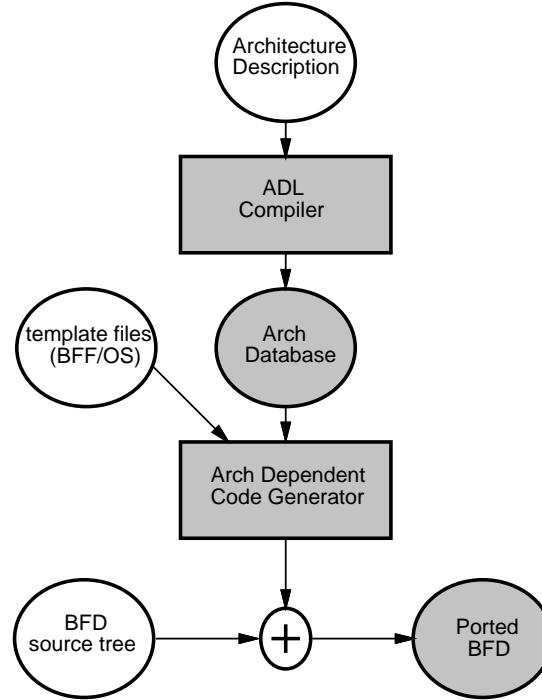 Architecture
Description
ADL
Compiler
template files
(BFF/OS)
Arch
Database
Arch Dependent
Code Generator
BFD
source tree
+
Ported
BFD